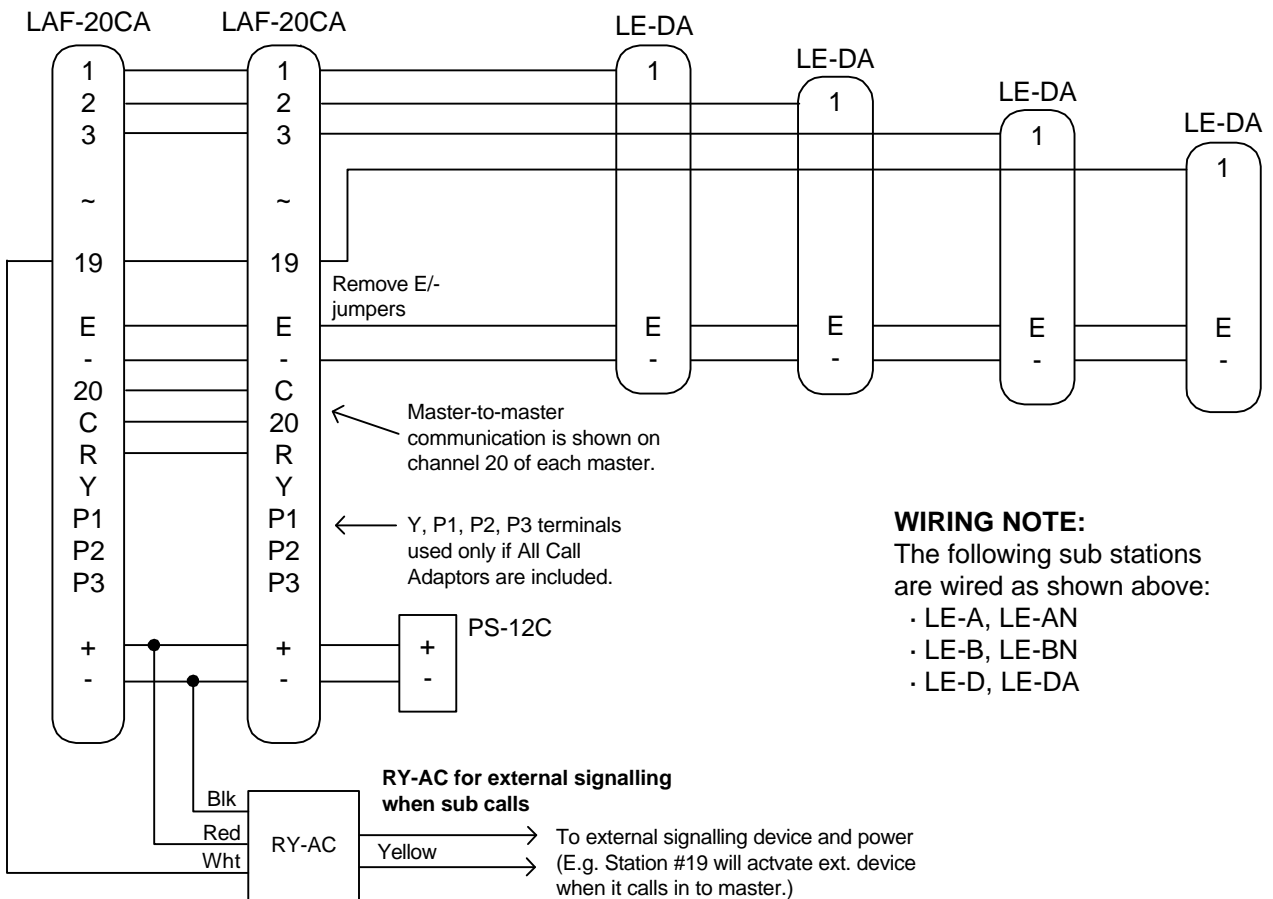 LAF-20CA
LAF-20CA
LE-DA
LE-DA
LE-DA
LE-DA
1
2
3
~
19
E
-
20
C
R
Y
P1
P2
P3
+
-
1
2
3
~
19
E
-
C
20
R
Y
P1
P2
P3
+
-
1
E
-
1
E
-
1
E
-
1
E
-
Remove E/-
jumpers
Master-to-master
communication is shown on
channel 20 of each master.
Y, P1, P2, P3 terminals
used only if All Call
Adaptors are included.
PS-12C
+
-
WIRING NOTE:
The following sub stations
are wired as shown above:
· LE-A, LE-AN
· LE-B, LE-BN
· LE-D, LE-DA
RY-AC for external signalling
when sub calls
Blk
Red
Wht
RY-AC
Yellow
To external signalling device and power
(E.g. Station #19 will actvate ext. device
when it calls in to master.)